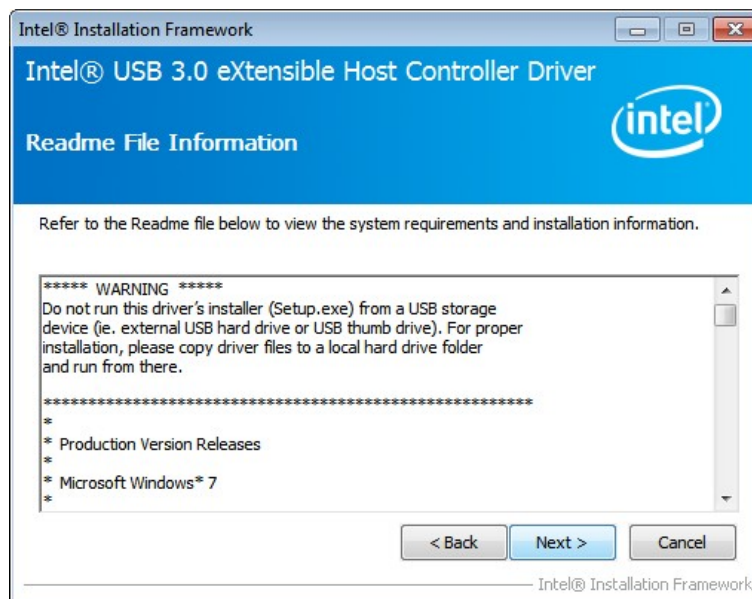 Intel® Installation Framework
Intel® USB 3.0 eXtensible Host Controller Driver
intel
Readme File Information
Refer to the Readme file below to view the system requirements and installation information.
***** WARNING *****
Do not run this driver's installer (Setup.exe) from a USB storage
device (ie. external USB hard drive or USB thumb drive). For proper
installation, please copy driver files to a local hard drive folder
and run from there.
*******************************************************
*
* Production Version Releases
*
* Microsoft Windows* 7
*
< Back Next > Cancel
Intel® Installation Framework